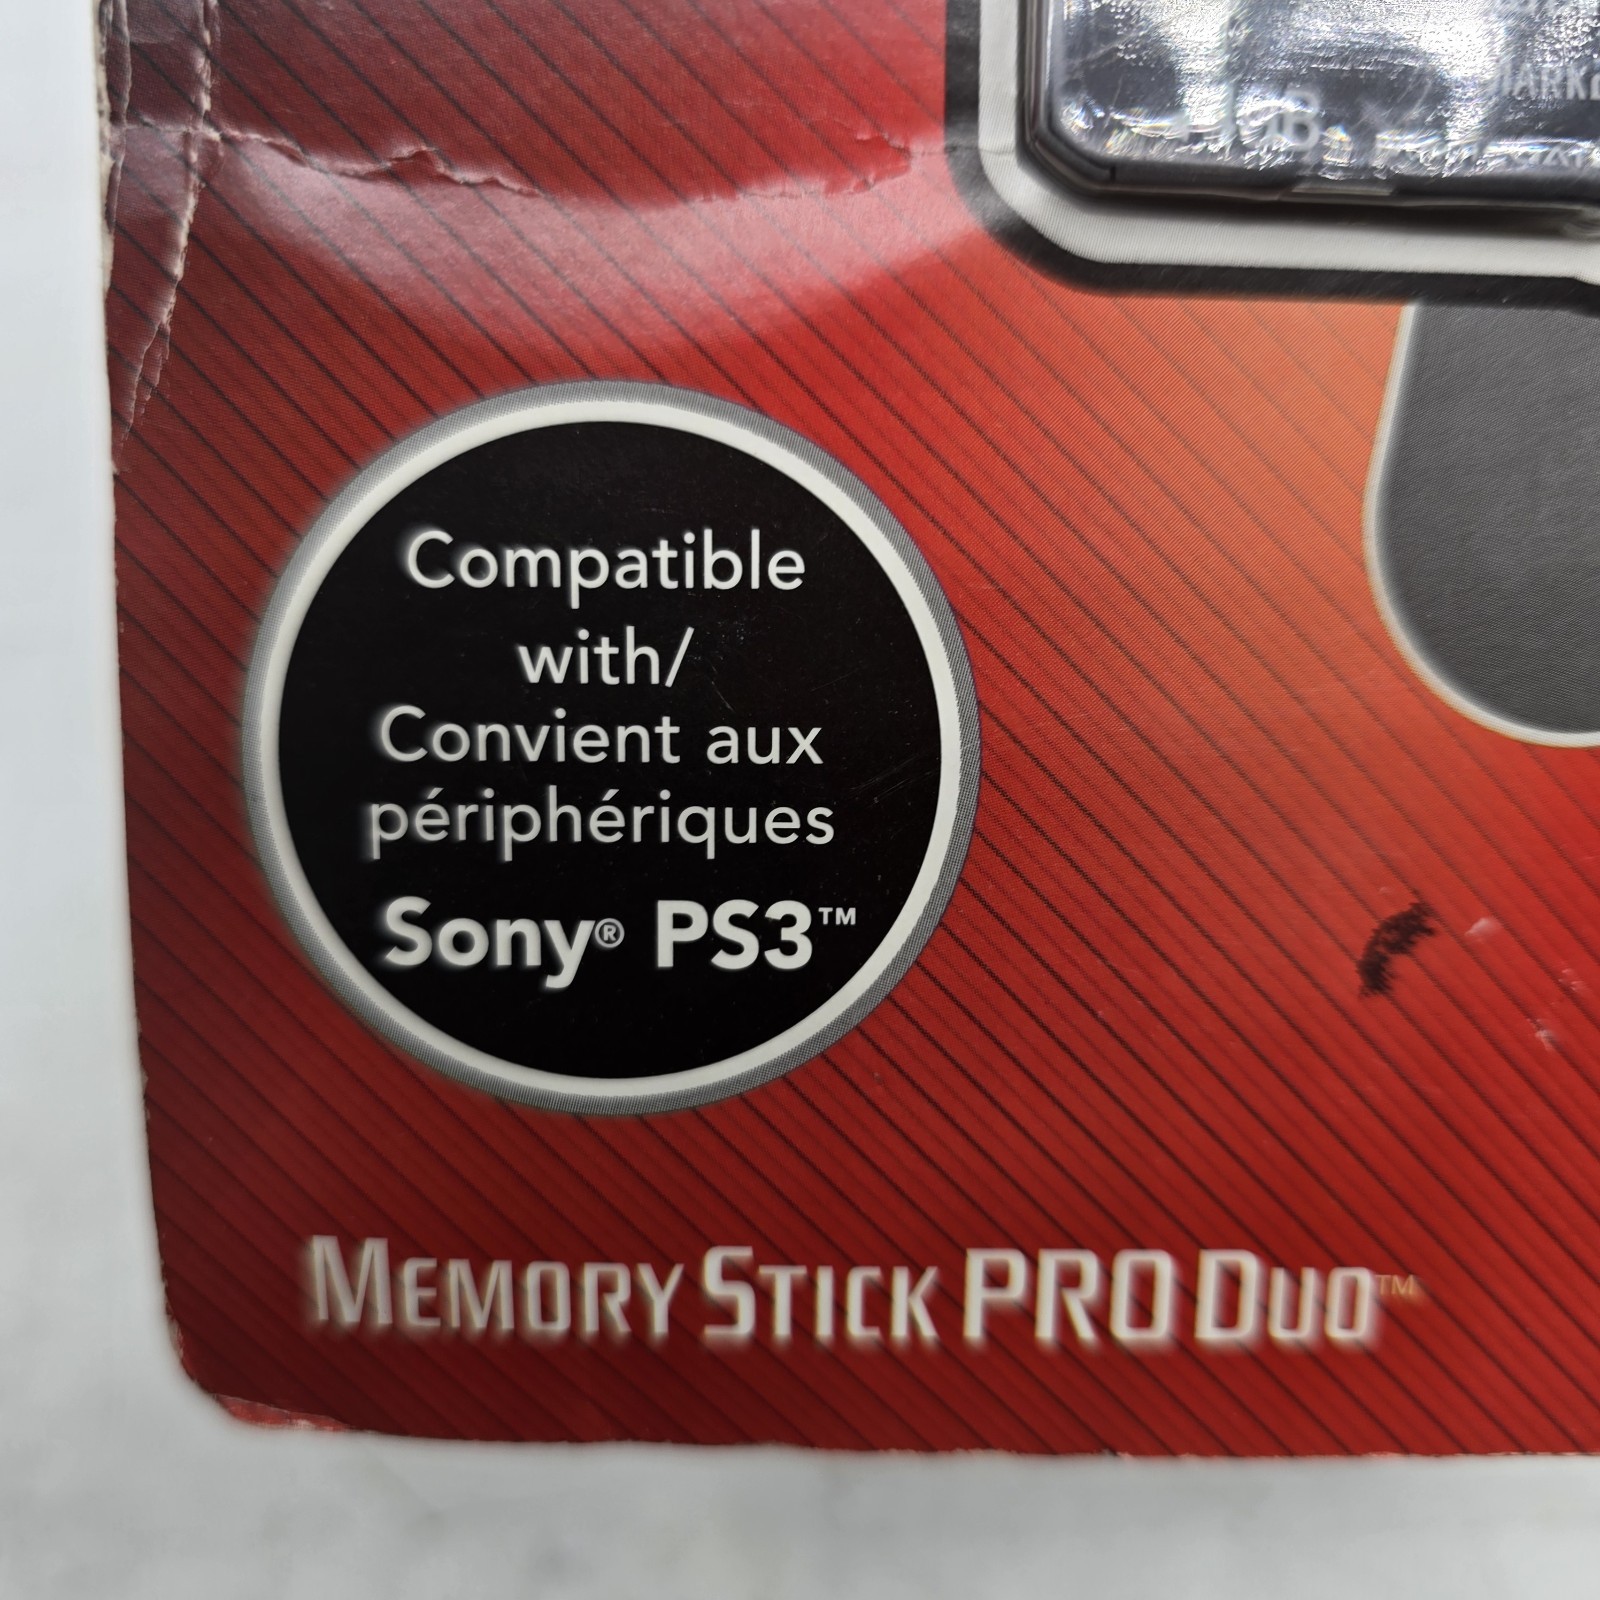 Compatible
with/
Convient aux
périphériques
Sony® PS3™
MEMORY STICK PRO DUO™